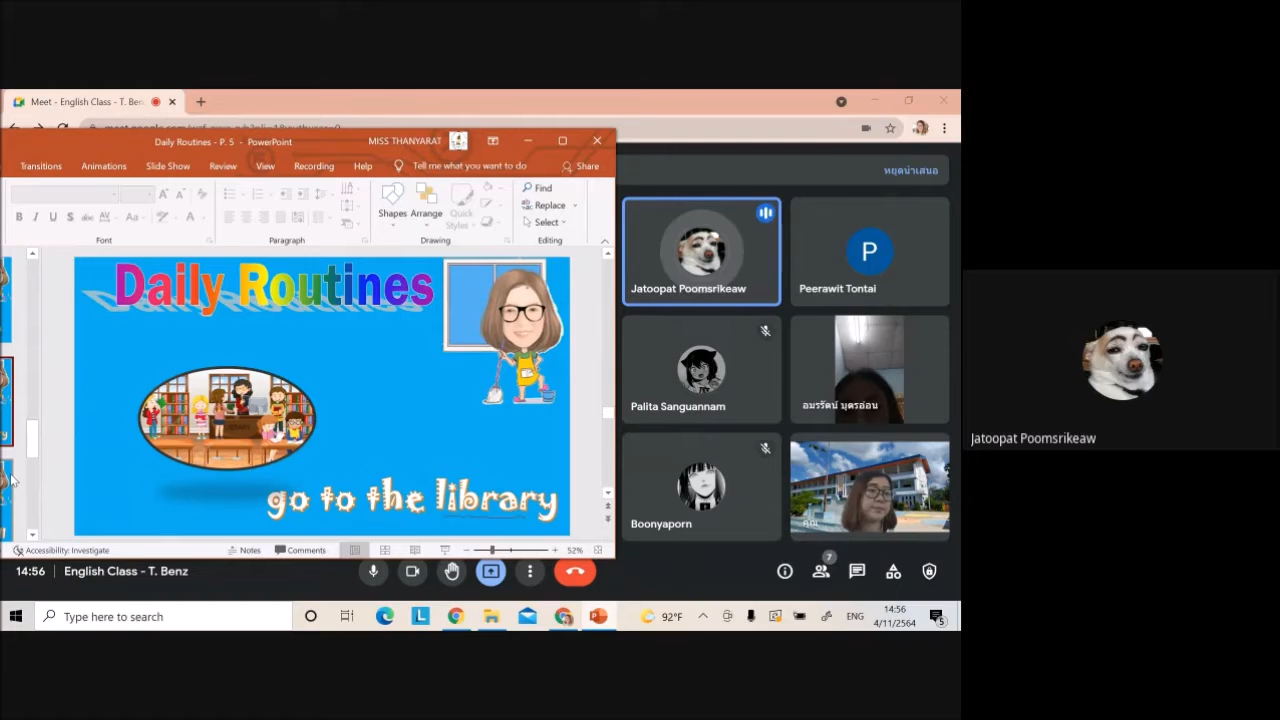 Meet - English Class - T. Ben
Daily Routines - P. 5 - PowerPoint
MISS THANYARAT
Transitions Animations Slide Show Review View Recording Help Tell me what you want to do Share
Find
Replace
Select
Shapes Arrange Quick Styles
Font Paragraph Drawing Editing
Daily Routines
LIBRARY
go to the library
Accessibility: Investigate
Notes Comments 52%
หยุดนำเสนอ
Jatoopat Poomsrikeaw
P
Peerawit Tontai
Palita Sanguannam
อมรรัตน์ บุตรอ่อน
Boonyaporn
คุณ
14:56 | English Class - T. Benz
7
Type here to search
92°F
ENG
14:56
4/11/2564
5
Jatoopat Poomsrikeaw